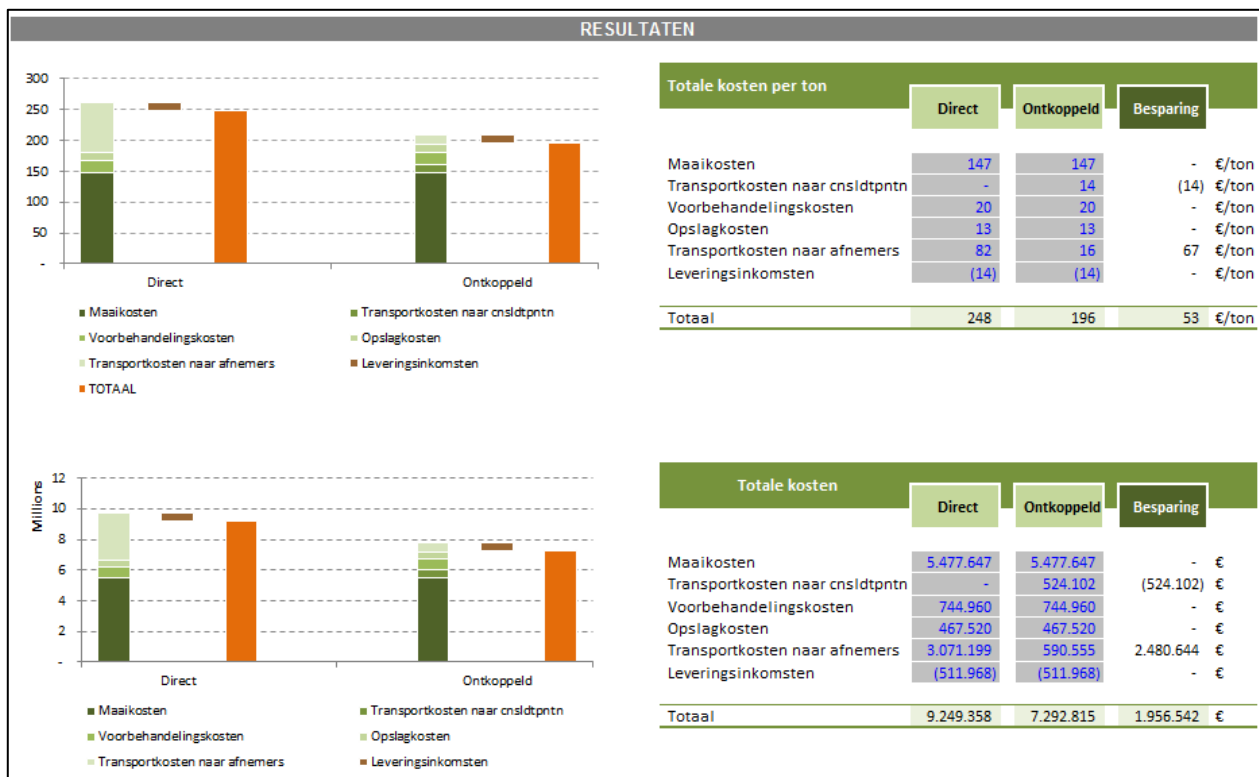 RESULTATEN
300
250
200
150
100
50
-
Direct
Ontkoppeld
Maaikosten
Transportkosten naar cnsldtpntn
Voorbehandelingskosten
Opslagkosten
Transportkosten naar afnemers
Leveringsinkomsten
TOTAAL
Totale kosten per ton
Direct Ontkoppeld Besparing
Maaikosten 147 147 - €/ton
Transportkosten naar cnsldtpntn - 14 (14) €/ton
Voorbehandelingskosten 20 20 - €/ton
Opslagkosten 13 13 - €/ton
Transportkosten naar afnemers 82 16 67 €/ton
Leveringsinkomsten (14) (14) - €/ton
Totaal 248 196 53 €/ton
Millions
12
10
8
6
4
2
-
Direct
Ontkoppeld
Maaikosten
Transportkosten naar cnsldtpntn
Voorbehandelingskosten
Opslagkosten
Transportkosten naar afnemers
Leveringsinkomsten
Totale kosten
Direct Ontkoppeld Besparing
Maaikosten 5.477.647 5.477.647 - €
Transportkosten naar cnsldtpntn - 524.102 (524.102) €
Voorbehandelingskosten 744.960 744.960 - €
Opslagkosten 467.520 467.520 - €
Transportkosten naar afnemers 3.071.199 590.555 2.480.644 €
Leveringsinkomsten (511.968) (511.968) - €
Totaal 9.249.358 7.292.815 1.956.542 €